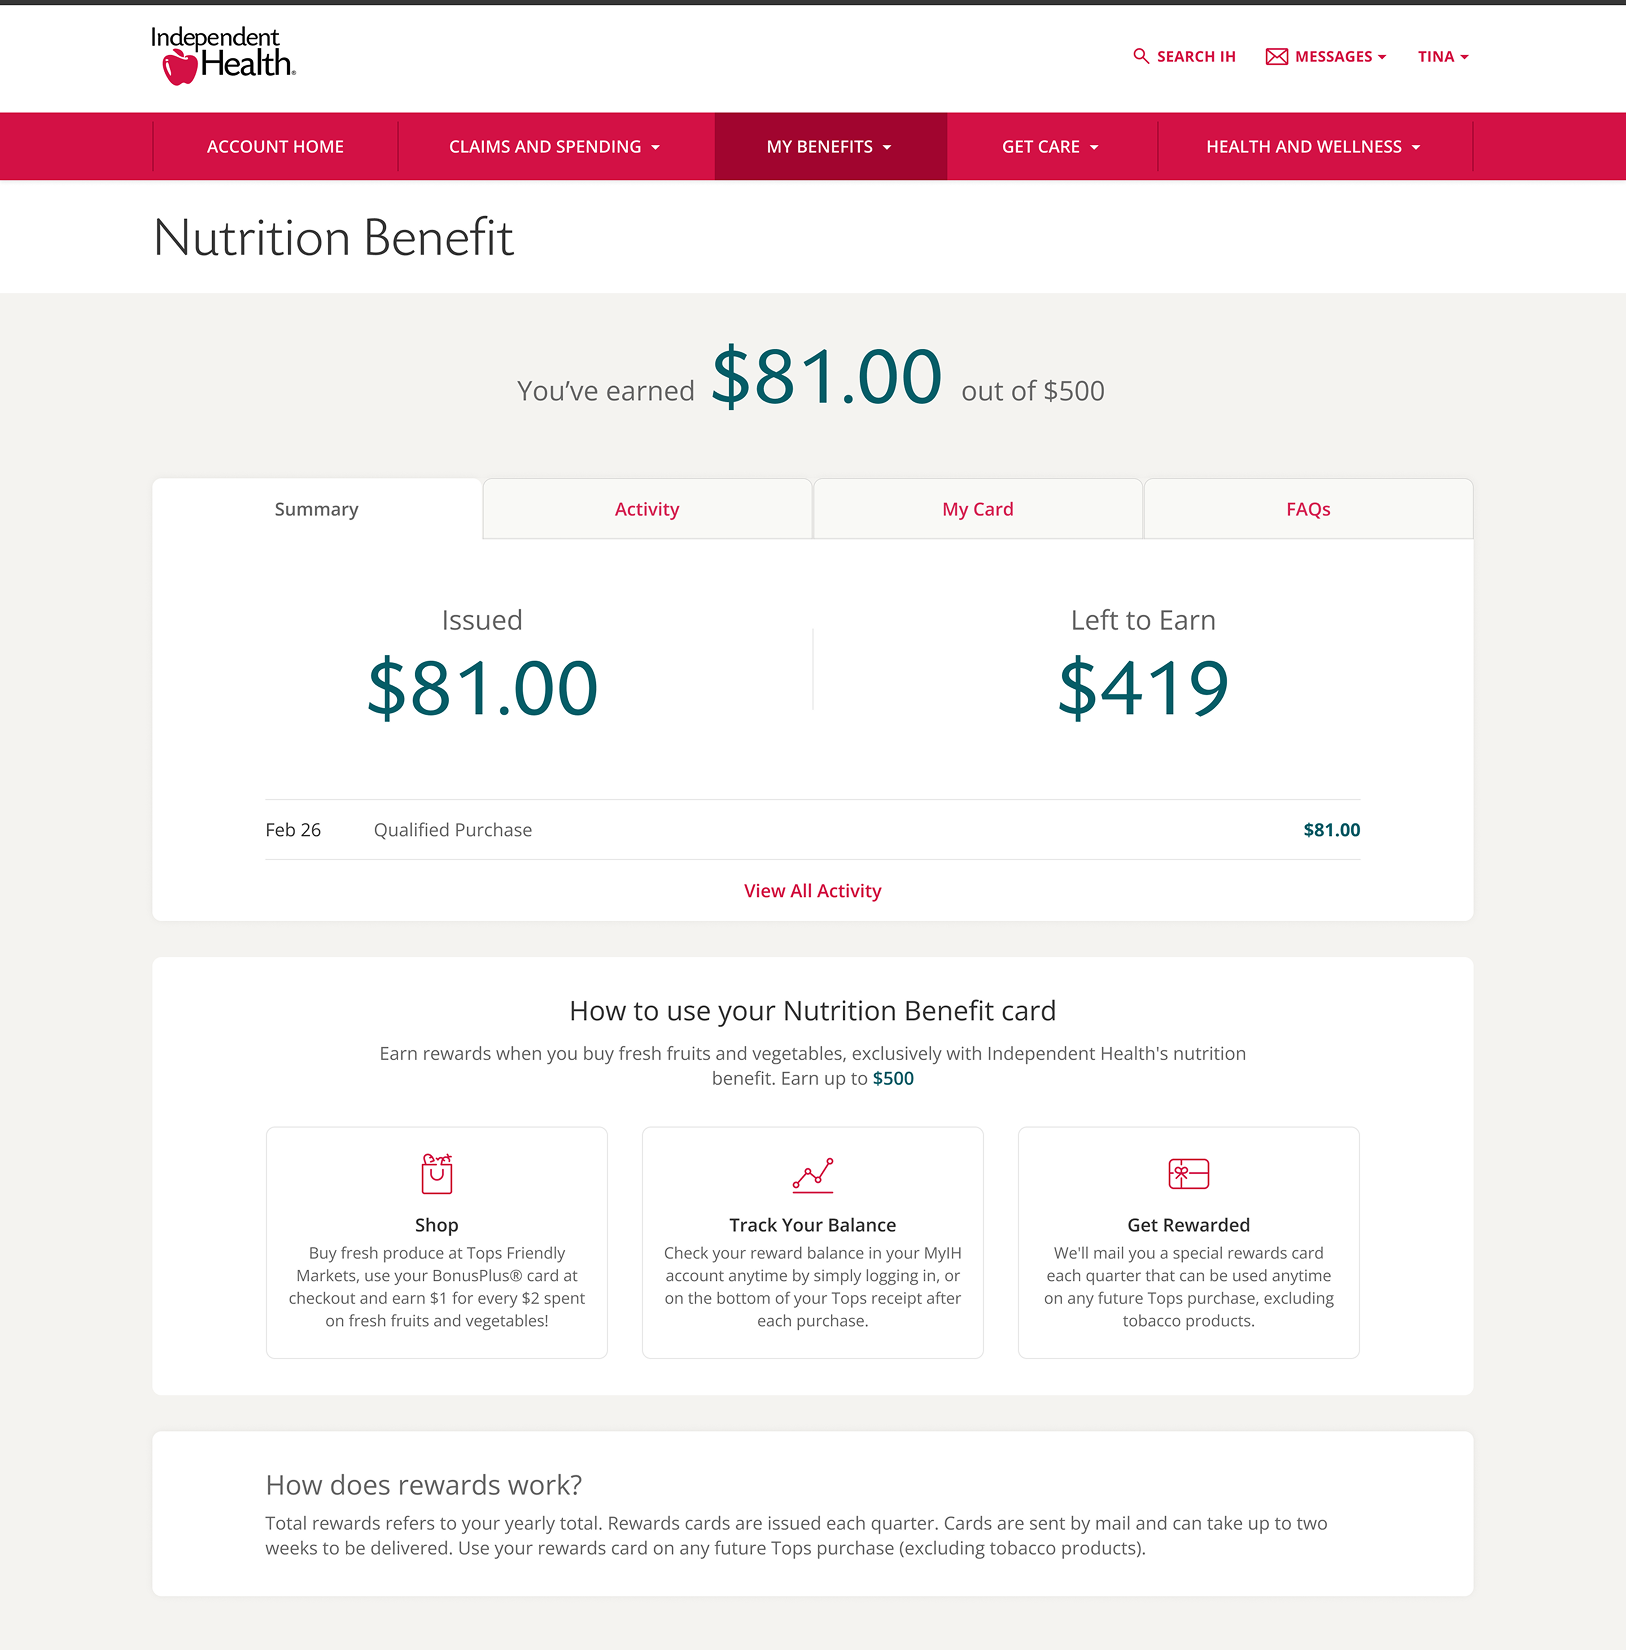 Independent
Health®
SEARCH IH
MESSAGES
TINA
ACCOUNT HOME
CLAIMS AND SPENDING
MY BENEFITS
GET CARE
HEALTH AND WELLNESS
Nutrition Benefit
You’ve earned $81.00 out of $500
Summary
Activity
My Card
FAQs
Issued
$81.00
Left to Earn
$419
Feb 26 Qualified Purchase $81.00
View All Activity
How to use your Nutrition Benefit card
Earn rewards when you buy fresh fruits and vegetables, exclusively with Independent Health's nutrition
benefit. Earn up to $500
Shop
Buy fresh produce at Tops Friendly
Markets, use your BonusPlus® card at
checkout and earn $1 for every $2 spent
on fresh fruits and vegetables!
Track Your Balance
Check your reward balance in your MyIH
account anytime by simply logging in, or
on the bottom of your Tops receipt after
each purchase.
Get Rewarded
We'll mail you a special rewards card
each quarter that can be used anytime
on any future Tops purchase, excluding
tobacco products.
How does rewards work?
Total rewards refers to your yearly total. Rewards cards are issued each quarter. Cards are sent by mail and can take up to two
weeks to be delivered. Use your rewards card on any future Tops purchase (excluding tobacco products).